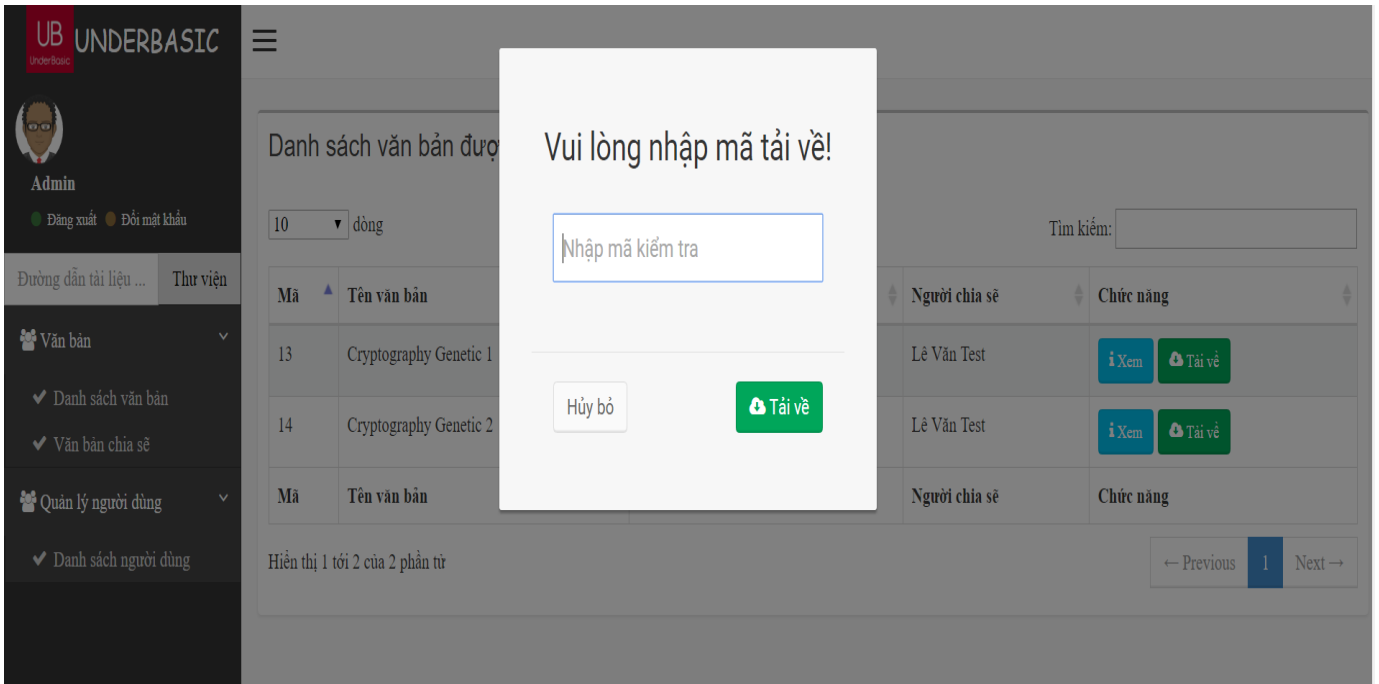 UB
UnderBasic
UNDERBASIC
Admin
Đăng xuất Đổi mật khẩu
Đường dẫn tài liệu ... Thư viện
Văn bản
Danh sách văn bản
Văn bản chia sẽ
Quản lý người dùng
Danh sách người dùng
Danh sách văn bản đượ
10 dòng
Tìm kiếm:
Mã Tên văn bản Người chia sẽ Chức năng
13 Cryptography Genetic 1 Lê Văn Test Xem Tải về
14 Cryptography Genetic 2 Lê Văn Test Xem Tải về
Mã Tên văn bản Người chia sẽ Chức năng
Hiển thị 1 tới 2 của 2 phần tử
← Previous 1 Next →
Vui lòng nhập mã tải về!
Nhập mã kiểm tra
Hủy bỏ Tải về